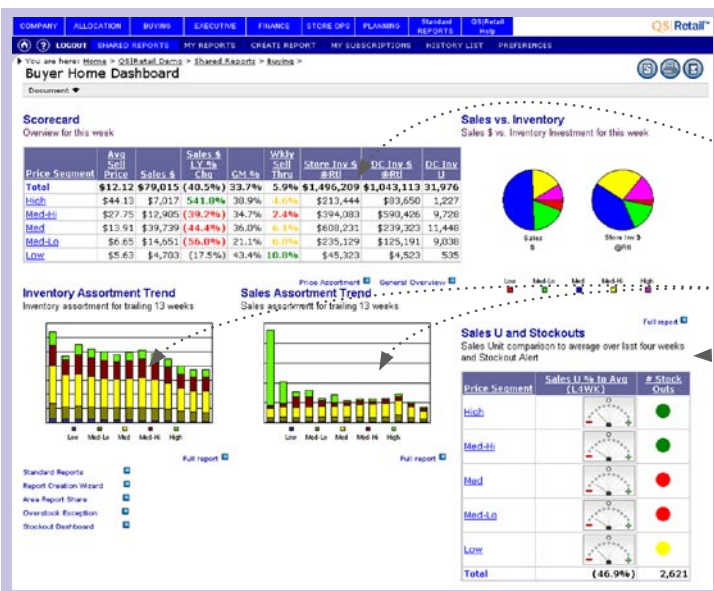 COMPANY ALLOCATION BUYING EXECUTIVE FINANCE STORE OPS PLANNING Standard REPORTS QS|Retail Help
QS Retail™
LOGOUT SHARED REPORTS MY REPORTS CREATE REPORT MY SUBSCRIPTIONS HISTORY LIST PREFERENCES
You are here: Home > QS|Retail Demo > Shared Reports > Buying >
Buyer Home Dashboard
Document
Scorecard
Overview for this week
Price Segment Avg Sell Price Sales $ Sales $ LY % Chg GM % Wkly Sell Thru Store Inv $ @Rtl DC Inv $ @Rtl DC Inv U
Total $12.12 $79,015 (40.5%) 33.7% 5.9% $1,496,209 $1,043,113 31,976
High $44.13 $7,017 541.8% 38.9% 4.6% $213,444 $83,650 1,227
Med-Hi $27.75 $12,905 (39.2%) 34.7% 2.4% $394,083 $590,426 9,728
Med $13.91 $39,739 (44.4%) 36.0% 6.1% $608,231 $239,323 11,448
Med-Lo $6.65 $14,651 (56.0%) 21.1% 6.0% $235,129 $125,191 9,038
Low $5.63 $4,703 (17.5%) 43.4% 10.8% $45,323 $4,523 535
Price Assortment General Overview
Sales vs. Inventory
Sales $ vs. Inventory Investment for this week
Sales $
Store Inv $ @Rtl
Low Med-Lo Med Med-Hi High
Full report
Inventory Assortment Trend
Inventory assortment for trailing 13 weeks
Low Med-Lo Med Med-Hi High
Full report
Sales Assortment Trend
Sales assortment for trailing 13 weeks
Low Med-Lo Med Med-Hi High
Full report
Standard Reports
Report Creation Wizard
Area Report Share
Overstock Exception
Stockout Dashboard
Sales U and Stockouts
Sales Unit comparison to average over last four weeks
and Stockout Alert
Price Segment Sales U % to Avg (L4WK) # Stock Outs
High
Med-Hi
Med
Med-Lo
Low
Total (46.9%) 2,621